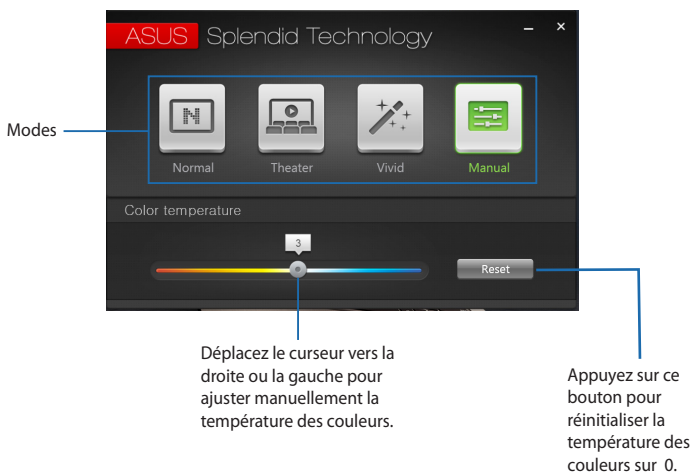 ASUS Splendid Technology
Modes
Normal Theater Vivid Manual
Color temperature
3
Reset
Déplacez le curseur vers la
droite ou la gauche pour
ajuster manuellement la
température des couleurs.
Appuyez sur ce
bouton pour
réinitialiser la
température des
couleurs sur 0.